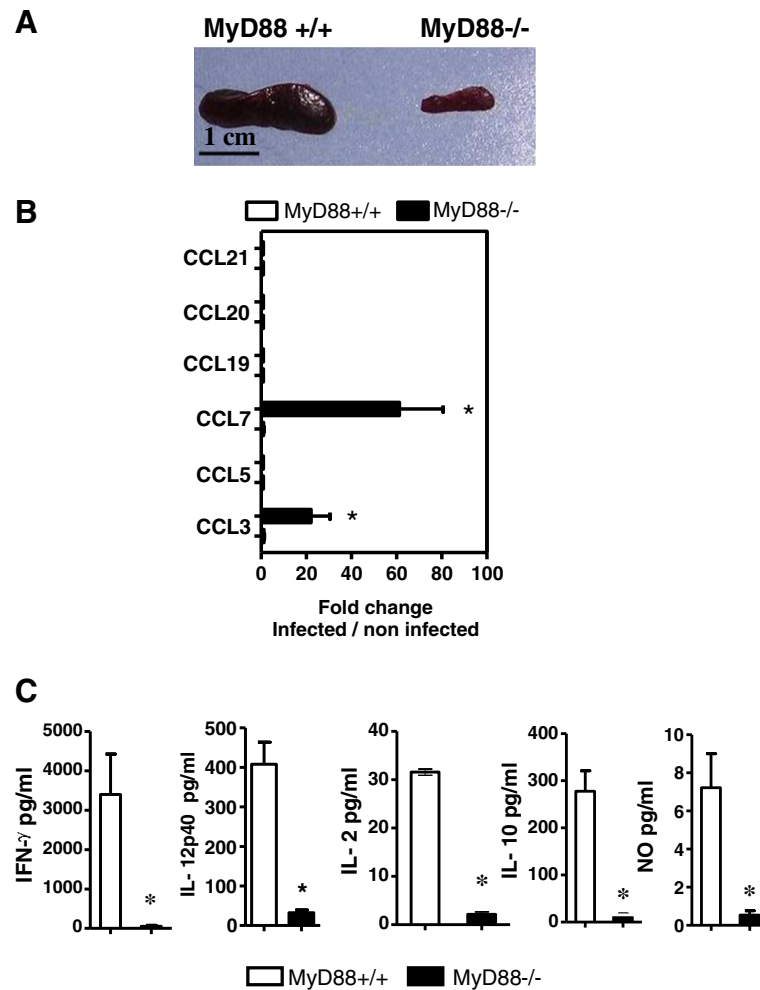 A
MyD88 +/+ MyD88-/-
1 cm
B
MyD88+/+ MyD88-/-
CCL21
CCL20
CCL19
CCL7
*
CCL5
CCL3
*
0 20 40 60 80 100
Fold change
Infected / non infected
C
IFN-γ pg/ml
5000
4000
3000
2000
1000
0
*
IL- 12p40 pg/ml
500
400
300
200
100
0
*
IL- 2 pg/ml
40
30
20
10
0
*
IL- 10 pg/ml
400
300
200
100
0
*
NO pg/ml
10
8
6
4
2
0
*
MyD88+/+ MyD88-/-